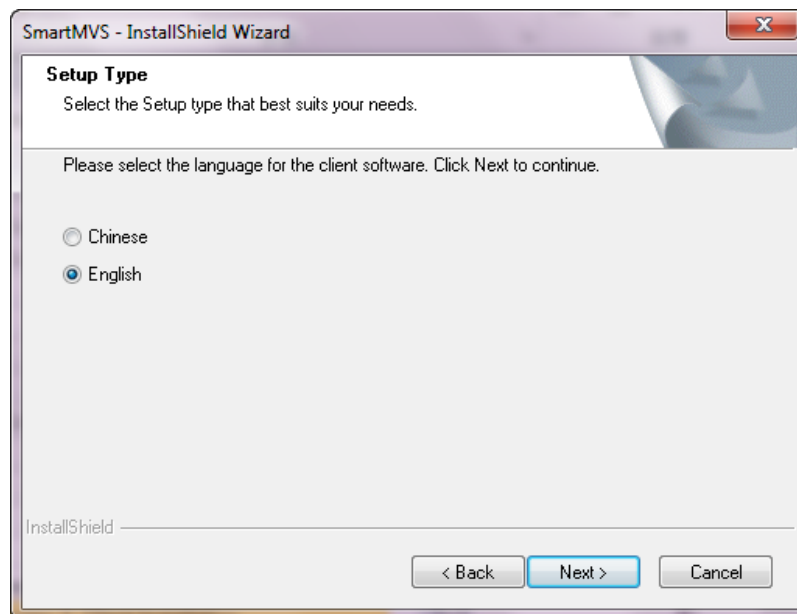 SmartMVS - InstallShield Wizard
Setup Type
Select the Setup type that best suits your needs.
Please select the language for the client software. Click Next to continue.
Chinese
English
InstallShield
< Back Next > Cancel